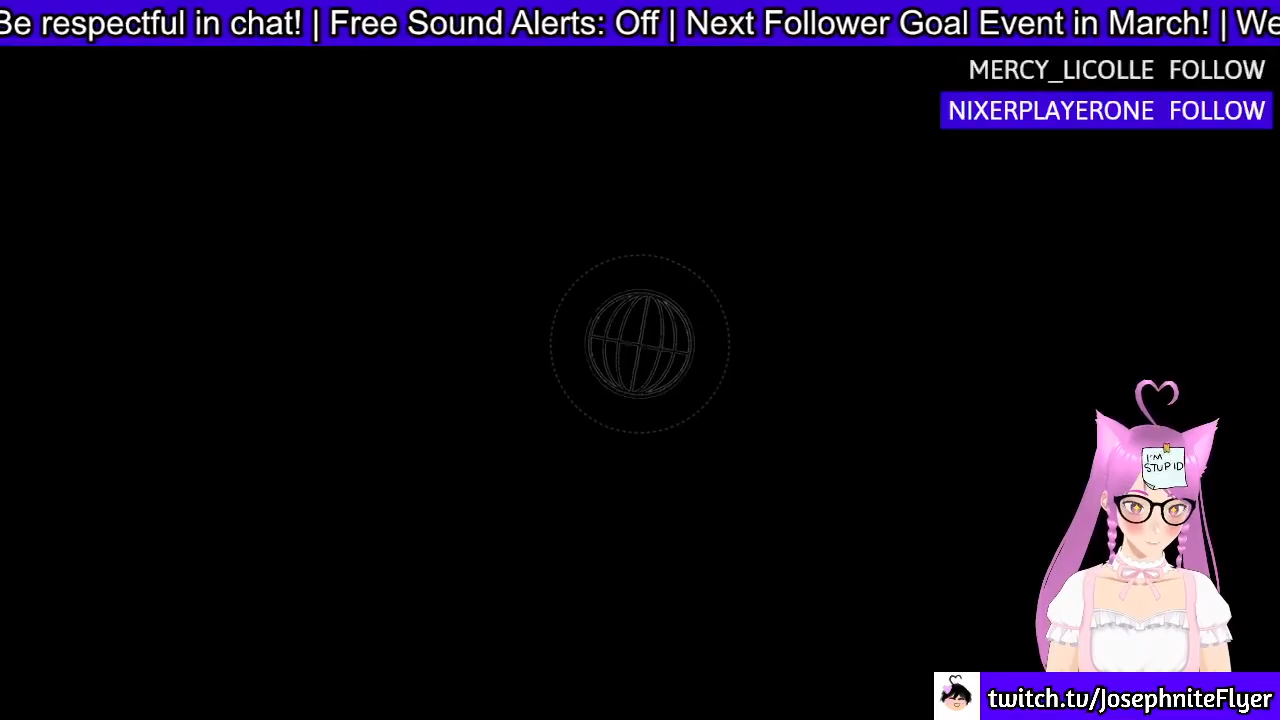 Be respectful in chat! | Free Sound Alerts: Off | Next Follower Goal Event in March! | We
MERCY_LICOLLE FOLLOW
NIXERPLAYERONE FOLLOW
I'M
STUPID
twitch.tv/JosephniteFlyer